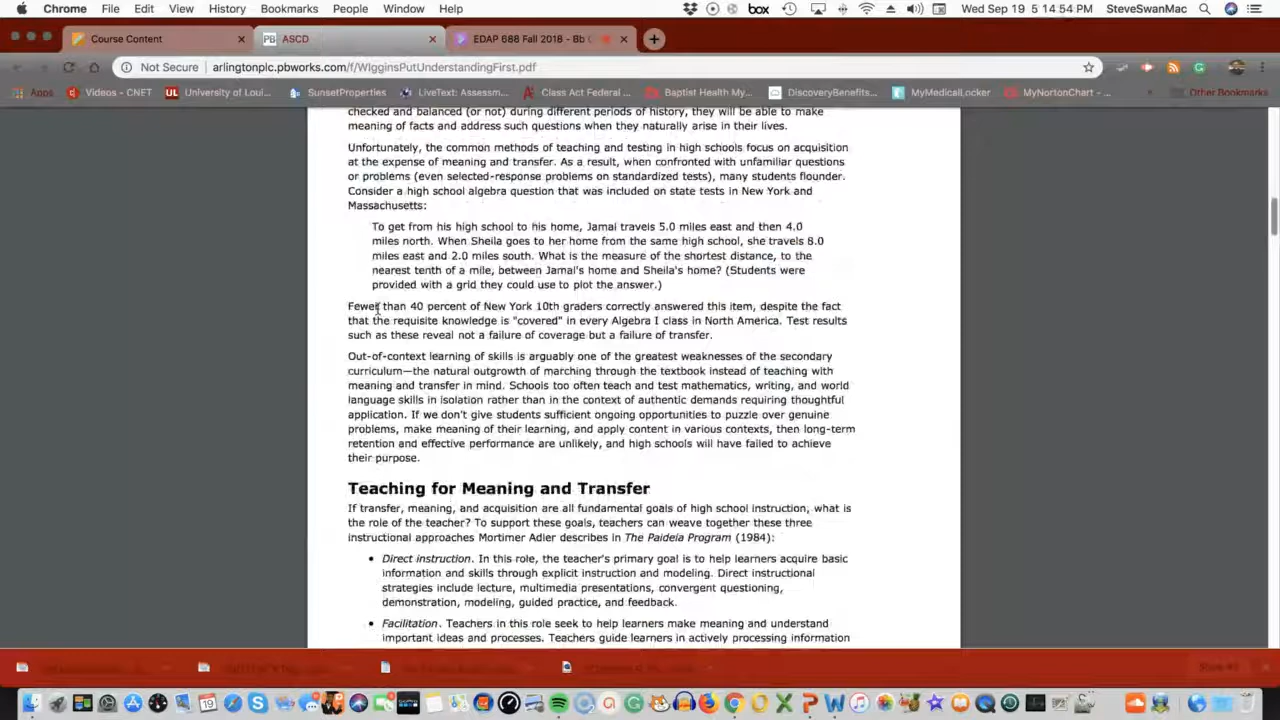 Chrome File Edit View History Bookmarks People Window Help box Wed Sep 19 5:14:54 PM SteveSwanMac
Course Content PB ASCD EDAP 688 Fall 2018 - Bb
Not Secure arlingtonplc.pbworks.com/f/WIgginsPutUnderstandingFirst.pdf
Apps Videos - CNET UL University of Loui... SunsetProperties LiveText: Assessm... Class Act Federal ... Baptist Health My... DiscoveryBenefits... MyMedicalLocker MyNortonChart - ... Other Bookmarks
checked and balanced (or not) during different periods of history, they will be able to make
meaning of facts and address such questions when they naturally arise in their lives.
Unfortunately, the common methods of teaching and testing in high schools focus on acquisition
at the expense of meaning and transfer. As a result, when confronted with unfamiliar questions
or problems (even selected-response problems on standardized tests), many students flounder.
Consider a high school algebra question that was included on state tests in New York and
Massachusetts:
To get from his high school to his home, Jamal travels 5.0 miles east and then 4.0
miles north. When Sheila goes to her home from the same high school, she travels 8.0
miles east and 2.0 miles south. What is the measure of the shortest distance, to the
nearest tenth of a mile, between Jamal's home and Sheila's home? (Students were
provided with a grid they could use to plot the answer.)
Fewer than 40 percent of New York 10th graders correctly answered this item, despite the fact
that the requisite knowledge is "covered" in every Algebra I class in North America. Test results
such as these reveal not a failure of coverage but a failure of transfer.
Out-of-context learning of skills is arguably one of the greatest weaknesses of the secondary
curriculum—the natural outgrowth of marching through the textbook instead of teaching with
meaning and transfer in mind. Schools too often teach and test mathematics, writing, and world
language skills in isolation rather than in the context of authentic demands requiring thoughtful
application. If we don't give students sufficient ongoing opportunities to puzzle over genuine
problems, make meaning of their learning, and apply content in various contexts, then long-term
retention and effective performance are unlikely, and high schools will have failed to achieve
their purpose.
Teaching for Meaning and Transfer
If transfer, meaning, and acquisition are all fundamental goals of high school instruction, what is
the role of the teacher? To support these goals, teachers can weave together these three
instructional approaches Mortimer Adler describes in The Paideia Program (1984):
• Direct instruction. In this role, the teacher's primary goal is to help learners acquire basic
information and skills through explicit instruction and modeling. Direct instructional
strategies include lecture, multimedia presentations, convergent questioning,
demonstration, modeling, guided practice, and feedback.
• Facilitation. Teachers in this role seek to help learners make meaning and understand
important ideas and processes. Teachers guide learners in actively processing information